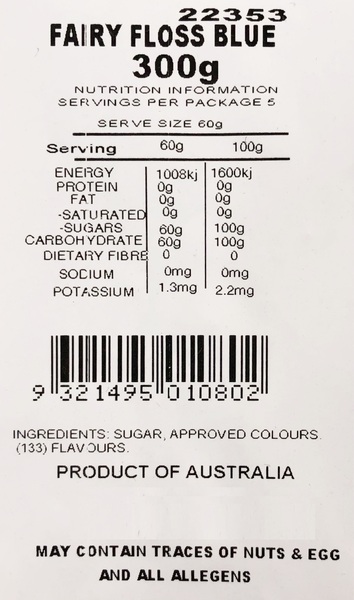 22353
FAIRY FLOSS BLUE
300g
NUTRITION INFORMATION
SERVINGS PER PACKAGE 5
SERVE SIZE 60g
Serving 60g 100g
ENERGY 1008kj 1600kj
PROTEIN 0g 0g
FAT 0g 0g
-SATURATED 0g 0g
-SUGARS 60g 100g
CARBOHYDRATE 60g 100g
DIETARY FIBRE 0 0
SODIUM 0mg 0mg
POTASSIUM 1.3mg 2.2mg
9 321495 010802
INGREDIENTS: SUGAR, APPROVED COLOURS.
(133) FLAVOURS.
PRODUCT OF AUSTRALIA
MAY CONTAIN TRACES OF NUTS & EGG
AND ALL ALLEGENS